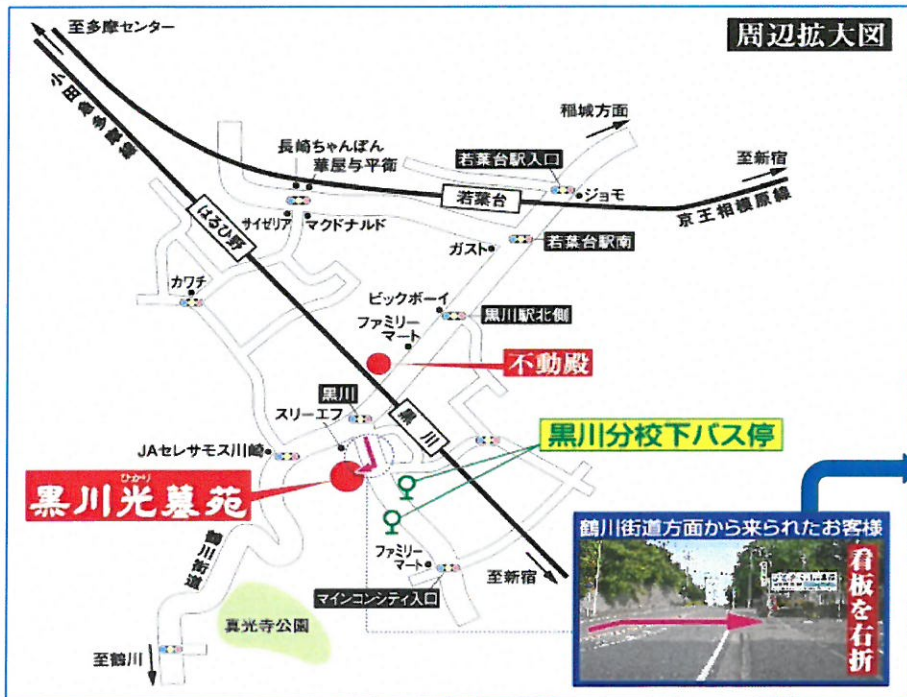 周辺拡大図
至多摩センター
小田急多摩線
稲城方面
長崎ちゃんぽん
華屋与平衛
若葉台駅入口
ジョモ
至新宿
若葉台
京王相模原線
サイゼリア
マクドナルド
はるひ野
ガスト
若葉台駅南
カワチ
ビックボーイ
ファミリー
マート
黒川駅北側
不動殿
黒川
スリーエフ
黒川
黒川分校下バス停
JAセレサモス川崎
ひかり
黒川光墓苑
鶴川街道
ファミリー
マート
至新宿
マインコンシティ入口
真光寺公園
至鶴川
鶴川街道方面から来られたお客様
看板を右折